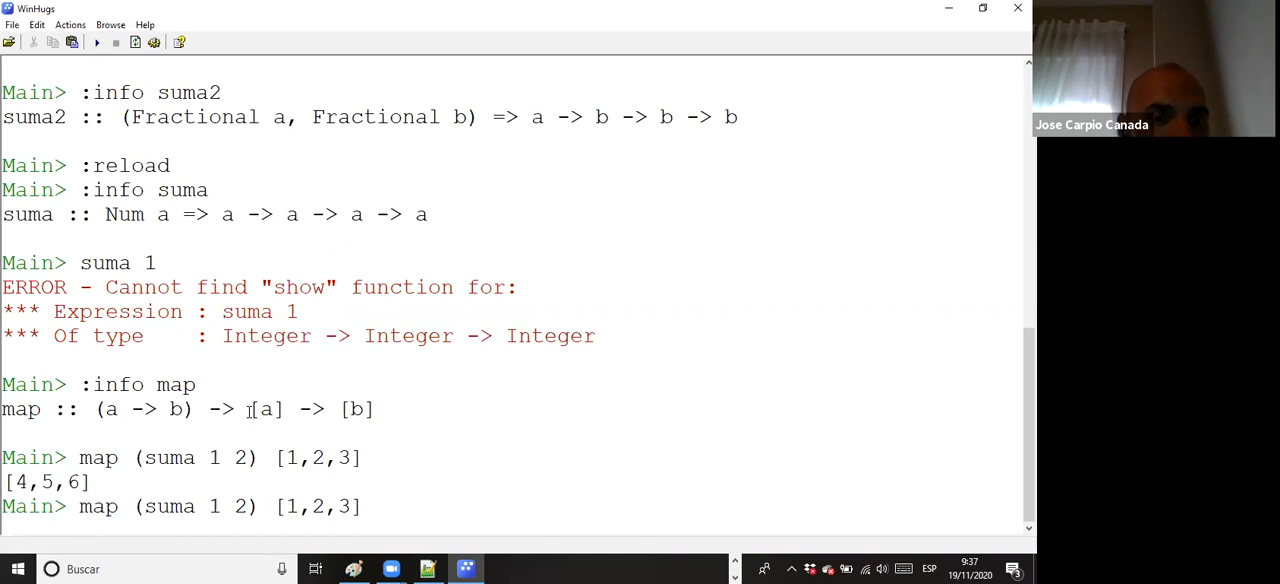 WinHugs
File Edit Actions Browse Help
Main> :info suma2
suma2 :: (Fractional a, Fractional b) => a -> b -> b -> b
Main> :reload
Main> :info suma
suma :: Num a => a -> a -> a -> a
Main> suma 1
ERROR - Cannot find "show" function for:
*** Expression : suma 1
*** Of type     : Integer -> Integer -> Integer
Main> :info map
map :: (a -> b) -> [a] -> [b]
Main> map (suma 1 2) [1,2,3]
[4,5,6]
Main> map (suma 1 2) [1,2,3]
Jose Carpio Canada
Buscar
ESP
9:37
19/11/2020
3